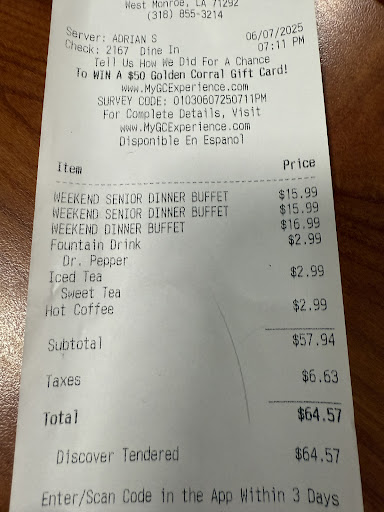 West Monroe, LA 71292
(318) 855-3214
Server: ADRIAN S 06/07/2025
Check: 2167 Dine In 07:11 PM
Tell Us How We Did For A Chance
To WIN A $50 Golden Corral Gift Card!
www.MyGCExperience.com
SURVEY CODE: 01030607250711PM
For Complete Details, Visit
www.MyGCExperience.com
Disponible En Espanol
Item Price
WEEKEND SENIOR DINNER BUFFET $15.99
WEEKEND SENIOR DINNER BUFFET $15.99
WEEKEND DINNER BUFFET $16.99
Fountain Drink $2.99
Dr. Pepper
Iced Tea $2.99
Sweet Tea
Hot Coffee $2.99
Subtotal $57.94
Taxes $6.63
Total $64.57
Discover Tendered $64.57
Enter/Scan Code in the App Within 3 Days